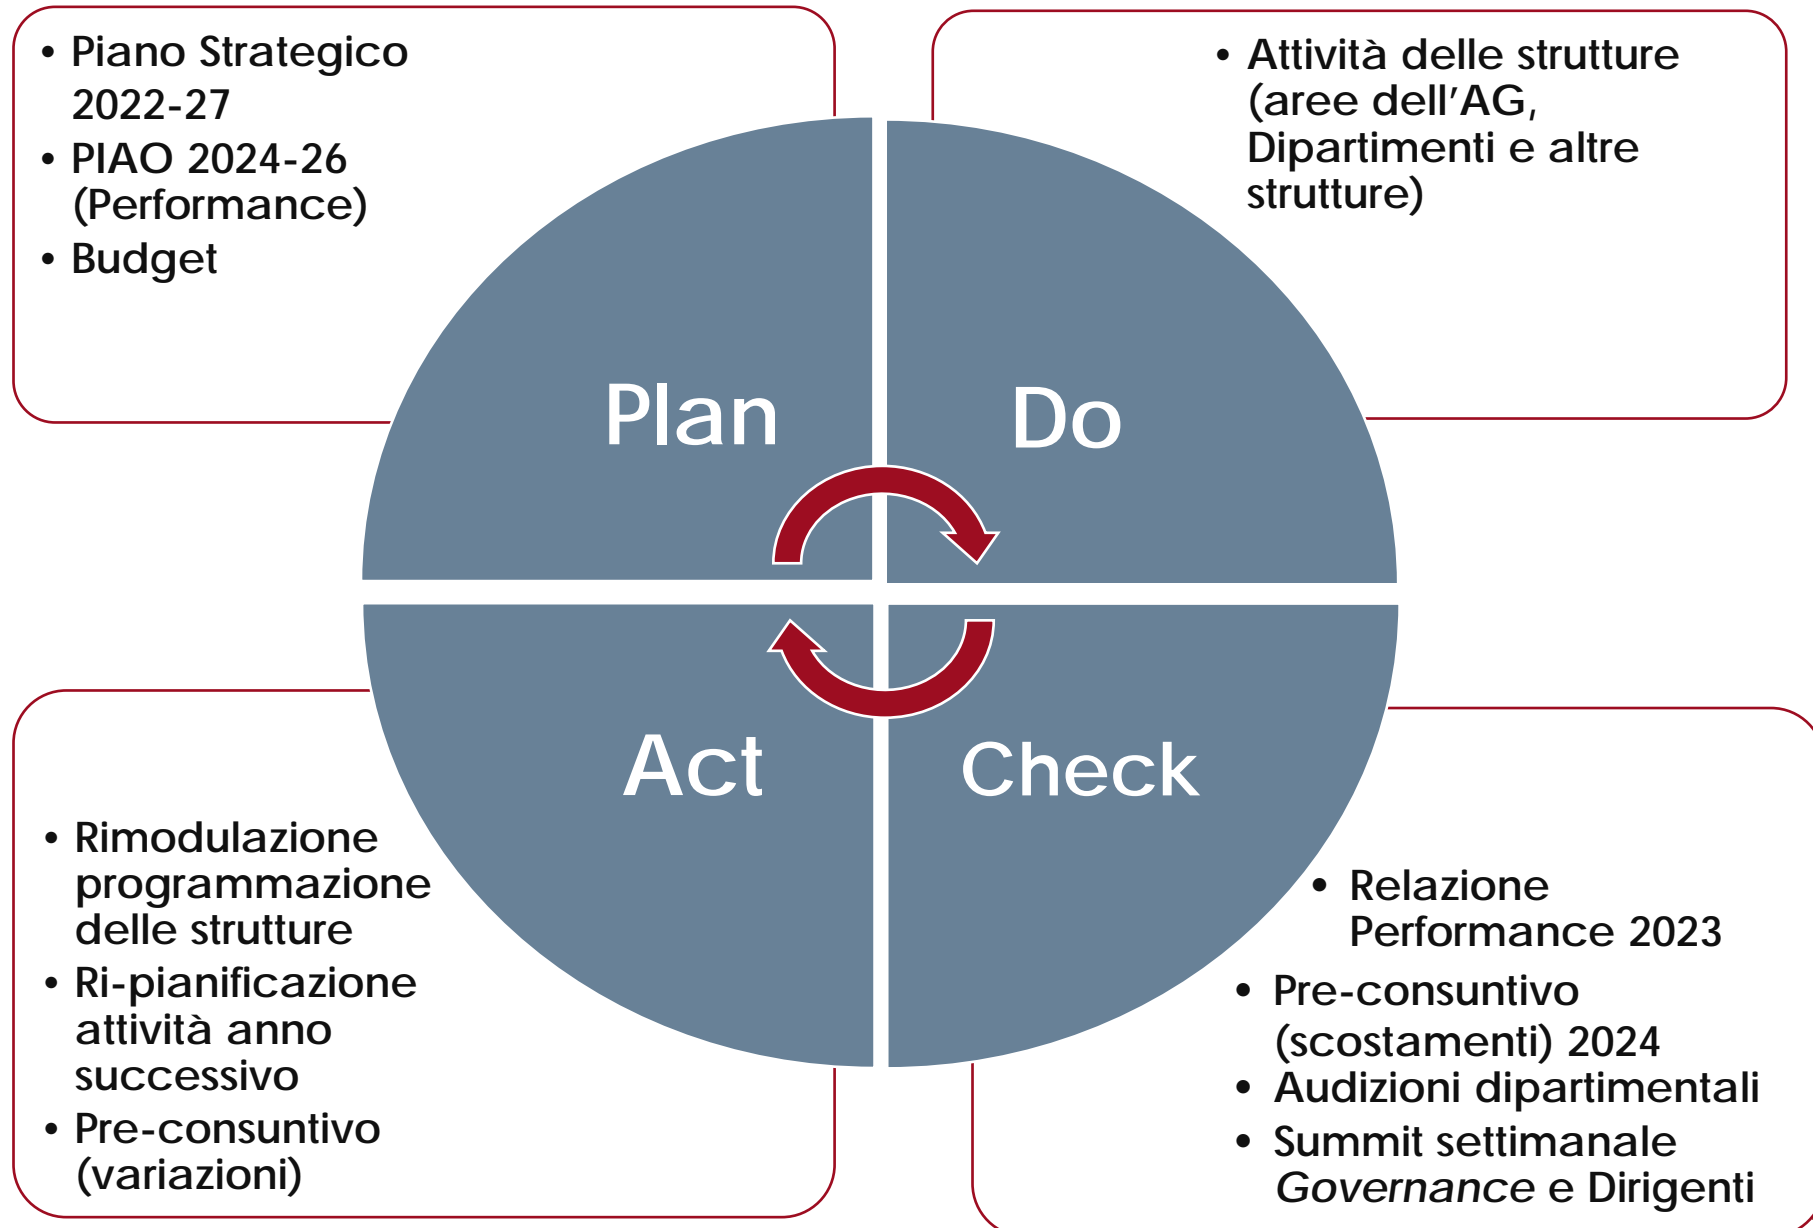 • Piano Strategico
2022-27
• PIAO 2024-26
(Performance)
• Budget
• Attività delle strutture
(aree dell’AG,
Dipartimenti e altre
strutture)
Plan
Do
Act
Check
• Rimodulazione
programmazione
delle strutture
• Ri-pianificazione
attività anno
successivo
• Pre-consuntivo
(variazioni)
• Relazione
Performance 2023
• Pre-consuntivo
(scostamenti) 2024
• Audizioni dipartimentali
• Summit settimanale
Governance e Dirigenti